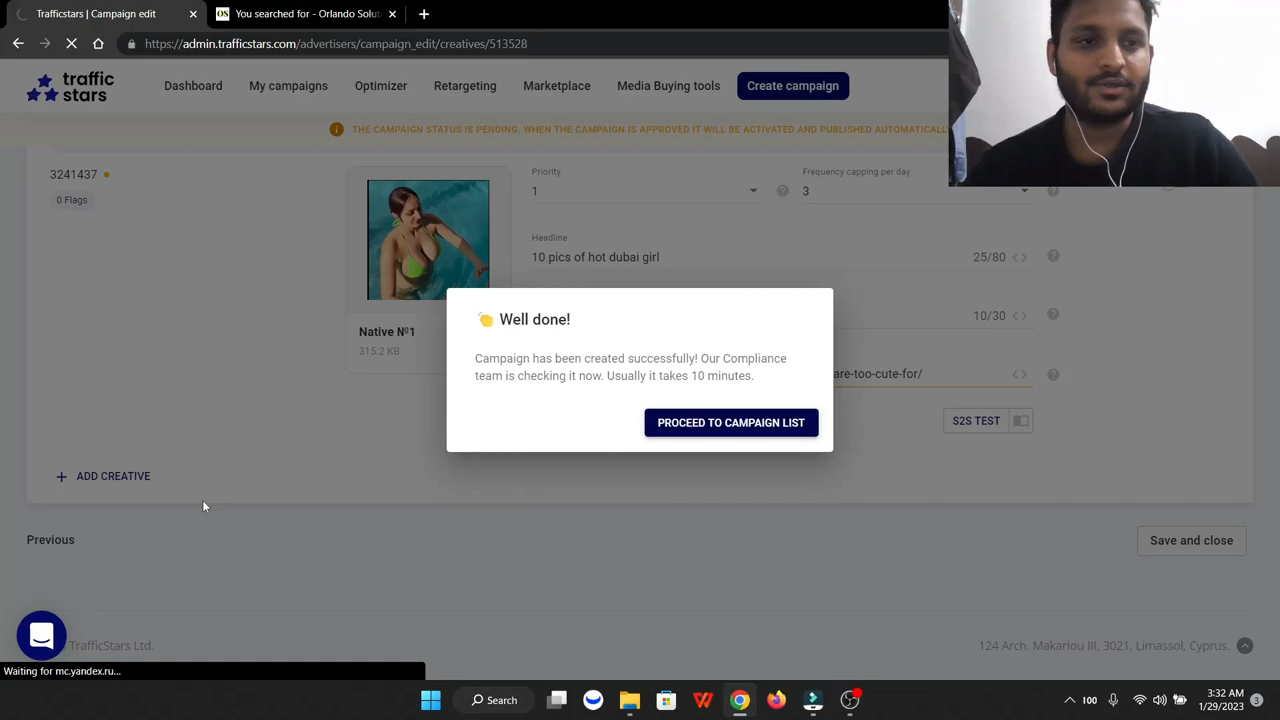 Trafficstars | Campaign edit
You searched for - Orlando Solut
https://admin.trafficstars.com/advertisers/campaign_edit/creatives/513528
traffic
stars
Dashboard
My campaigns
Optimizer
Retargeting
Marketplace
Media Buying tools
Create campaign
THE CAMPAIGN STATUS IS PENDING. WHEN THE CAMPAIGN IS APPROVED IT WILL BE ACTIVATED AND PUBLISHED AUTOMATICALLY
3241437
0 Flags
Priority
1
Frequency capping per day
3
Headline
10 pics of hot dubai girl
25/80
10/30
Native Nº1
315.2 KB
👏 Well done!
Campaign has been created successfully! Our Compliance
team is checking it now. Usually it takes 10 minutes.
PROCEED TO CAMPAIGN LIST
are-too-cute-for/
S2S TEST
+ ADD CREATIVE
Previous
Save and close
TrafficStars Ltd.
124 Arch. Makariou III, 3021, Limassol, Cyprus.
Waiting for mc.yandex.ru...
Search
100
3:32 AM
1/29/2023
3